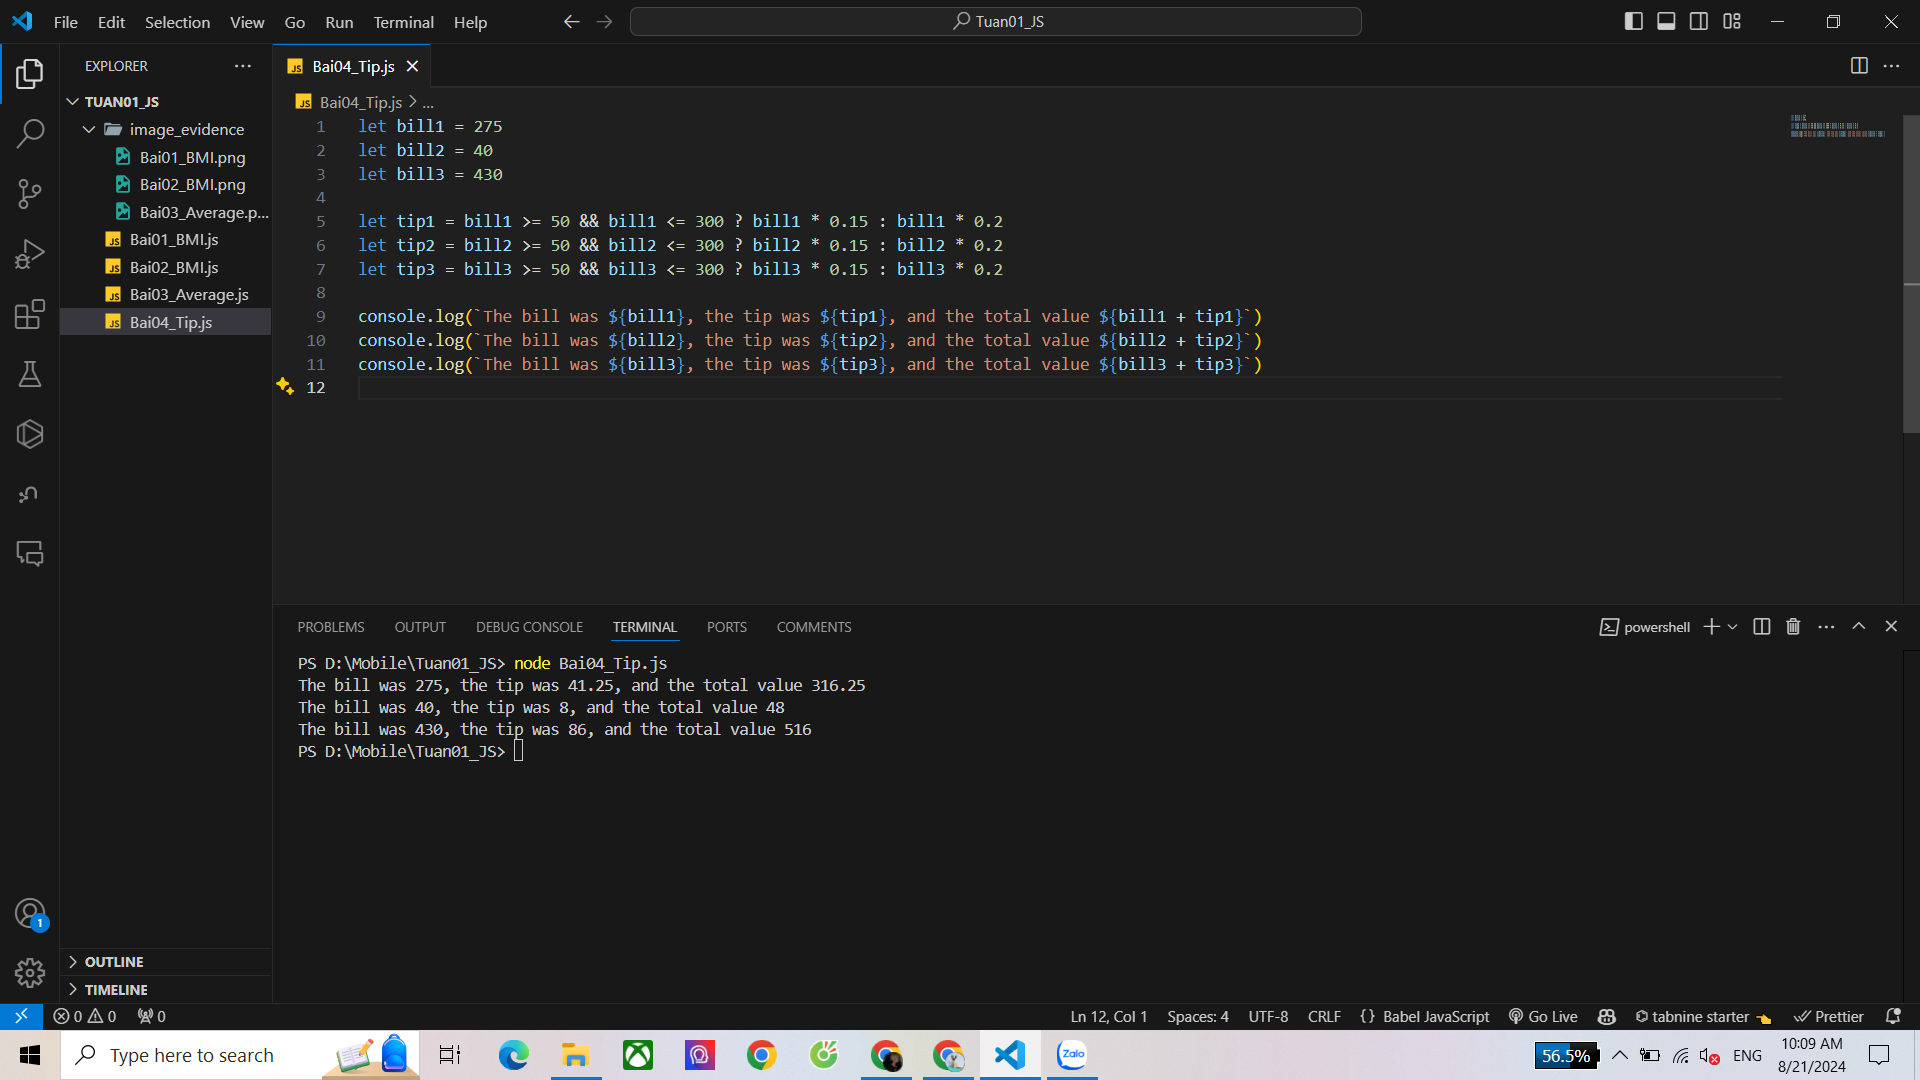 File Edit Selection View Go Run Terminal Help
Tuan01_JS
EXPLORER
TUAN01_JS
image_evidence
Bai01_BMI.png
Bai02_BMI.png
Bai03_Average.p...
Bai01_BMI.js
Bai02_BMI.js
Bai03_Average.js
Bai04_Tip.js
OUTLINE
TIMELINE
Bai04_Tip.js
Bai04_Tip.js > ...
1 let bill1 = 275
2 let bill2 = 40
3 let bill3 = 430
4
5 let tip1 = bill1 >= 50 && bill1 <= 300 ? bill1 * 0.15 : bill1 * 0.2
6 let tip2 = bill2 >= 50 && bill2 <= 300 ? bill2 * 0.15 : bill2 * 0.2
7 let tip3 = bill3 >= 50 && bill3 <= 300 ? bill3 * 0.15 : bill3 * 0.2
8
9 console.log(`The bill was ${bill1}, the tip was ${tip1}, and the total value ${bill1 + tip1}`)
10 console.log(`The bill was ${bill2}, the tip was ${tip2}, and the total value ${bill2 + tip2}`)
11 console.log(`The bill was ${bill3}, the tip was ${tip3}, and the total value ${bill3 + tip3}`)
12
PROBLEMS OUTPUT DEBUG CONSOLE TERMINAL PORTS COMMENTS
powershell
PS D:\Mobile\Tuan01_JS> node Bai04_Tip.js
The bill was 275, the tip was 41.25, and the total value 316.25
The bill was 40, the tip was 8, and the total value 48
The bill was 430, the tip was 86, and the total value 516
PS D:\Mobile\Tuan01_JS>
1
0 0 0
Ln 12, Col 1 Spaces: 4 UTF-8 CRLF {} Babel JavaScript Go Live tabnine starter Prettier
Type here to search
Zalo
56.5%
ENG
10:09 AM
8/21/2024